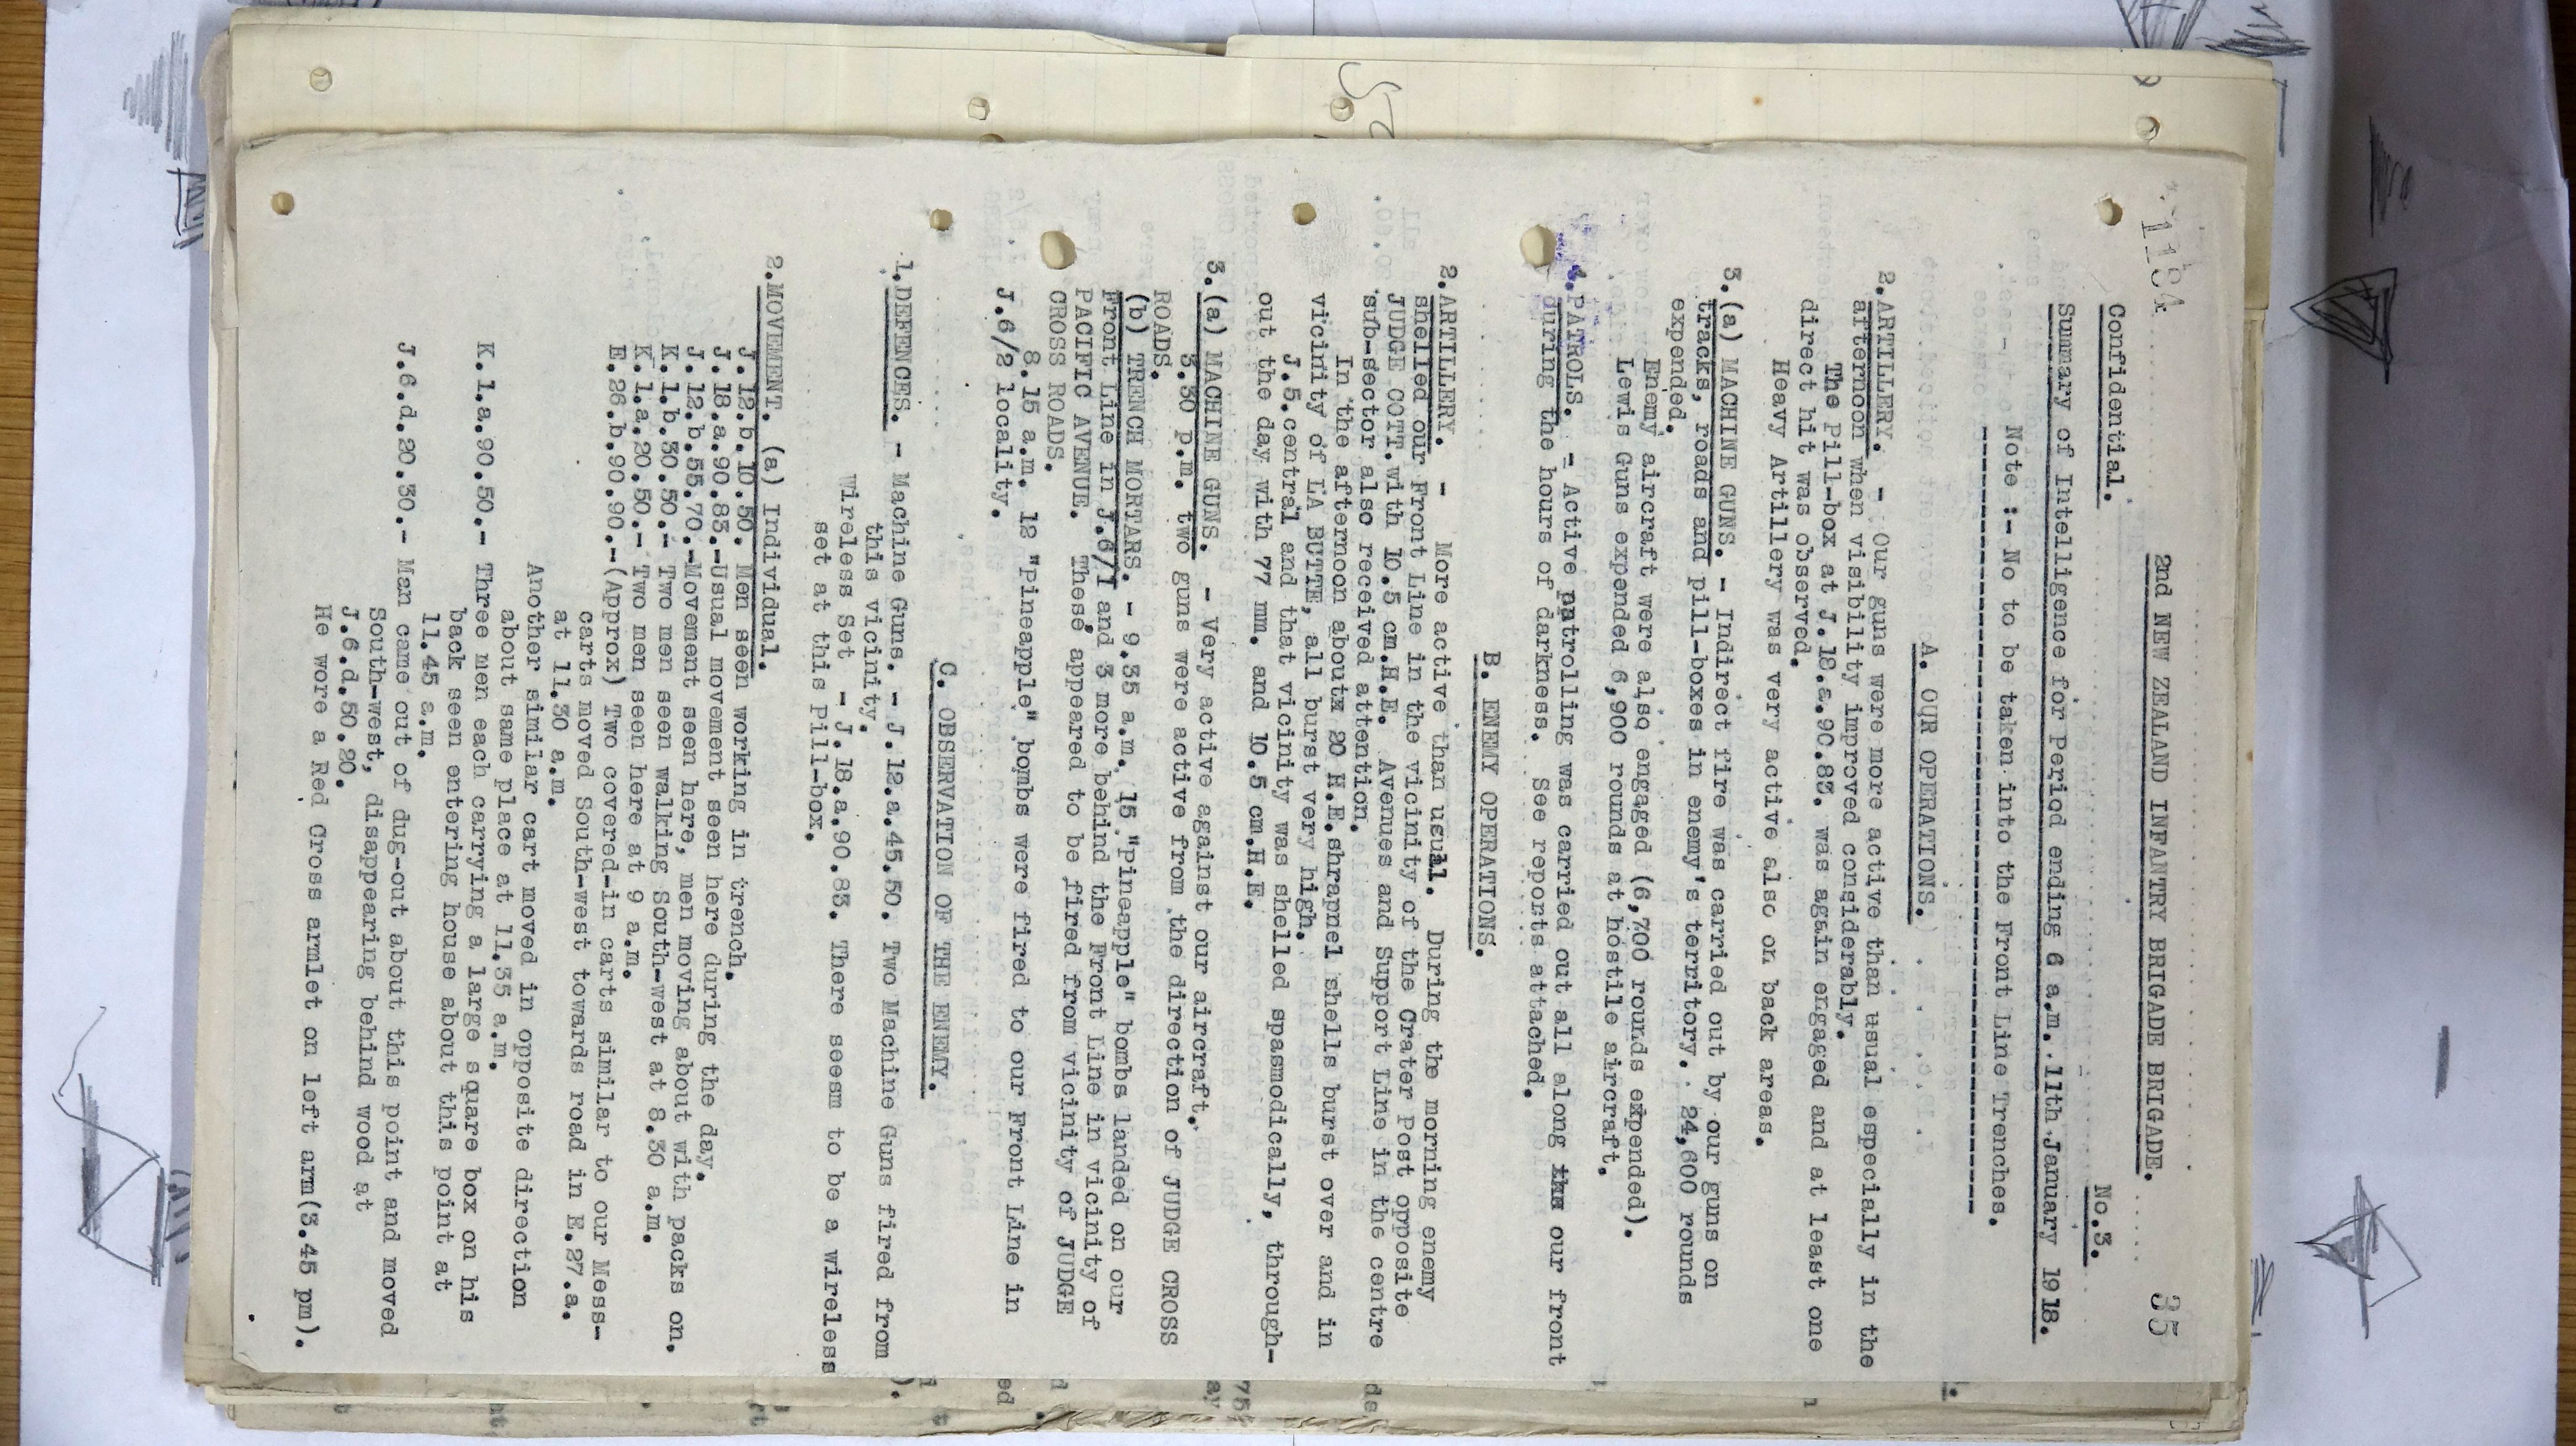 1184
35
2nd NEW ZEALAND INFANTRY BRIGADE BRIGADE.
Confidential.
No.3.
Summary of Intelligence for Period ending 6 a.m. 11th January 1918.
Note :- No to be taken into the Front Line Trenches.
A. OUR OPERATIONS.
2. ARTILLERY. - Our guns were more active than usual especially in the
afternoon when visibility improved considerably.
The Pill-box at J.18.a.90.83. was again engaged and at least one
direct hit was observed.
Heavy Artillery was very active also on back areas.
3.(a) MACHINE GUNS. - Indirect fire was carried out by our guns on
tracks, roads and pill-boxes in enemy's territory. 24,600 rounds
expended.
Enemy aircraft were also engaged (6,700 rounds expended).
Lewis Guns expended 6,900 rounds at hostile aircraft.
4. PATROLS. - Active patrolling was carried out all along the our front
during the hours of darkness. See reports attached.
B. ENEMY OPERATIONS.
2. ARTILLERY. - More active than usual. During the morning enemy
shelled our Front Line in the vicinity of the Crater Post opposite
JUDGE COTT.with 10.5 cm.H.E. Avenues and Support Line in the centre
sub-sector also received attention.
In the afternoon about 20 H.E.shrapnel shells burst over and in
vicinity of LA BUTTE, all burst very high.
J.5.central and that vicinity was shelled spasmodically, through-
out the day with 77 mm. and 10.5 cm.H.E.
3.(a) MACHINE GUNS. - Very active against our aircraft.
3.30 p.m. two guns were active from the direction of JUDGE CROSS
ROADS.
(b) TRENCH MORTARS. - 9.35 a.m. 15 "pineapple" bombs landed on our
Front Line in J.6/1 and 3 more behind the Front Line in vicinity of
PACIFIC AVENUE. These appeared to be fired from vicinity of JUDGE
CROSS ROADS.
8.15 a.m. 12 "Pineapple" bombs were fired to our Front Line in
J.6/2 locality.
C. OBSERVATION OF THE ENEMY.
1. DEFENCES. - Machine Guns. - J.12.a.45.50. Two Machine Guns fired from
this vicinity.
Wireless Set - J.18.a.90.83. There seesm to be a wireless
set at this Pill-box.
2. MOVEMENT. (a) Individual.
J.12.b.10.50. Men seen working in trench.
J.18.a.90.83.-Usual movement seen here during the day.
J.12.b.55.70.-Movement seen here, men moving about with packs on.
K.1.b.30.50.- Two men seen walking South-west at 8.30 a.m.
K.1.a.20.50.- Two men seen here at 9 a.m.
E.26.b.90.90.-(Approx) Two covered-in carts similar to our Mess-
carts moved South-west towards road in E.27.a.
at 11.30 a.m.
Another similar cart moved in opposite direction
about same place at 11.35 a.m.
K.1.a.90.50.- Three men each carrying a large square box on his
back seen entering house about this point at
11.45 a.m.
J.6.d.20.30.- Man came out of dug-out about this point and moved
South-west, disappearing behind wood at
J.6.d.50.20.
He wore a Red Cross armlet on left arm(3.45 pm).